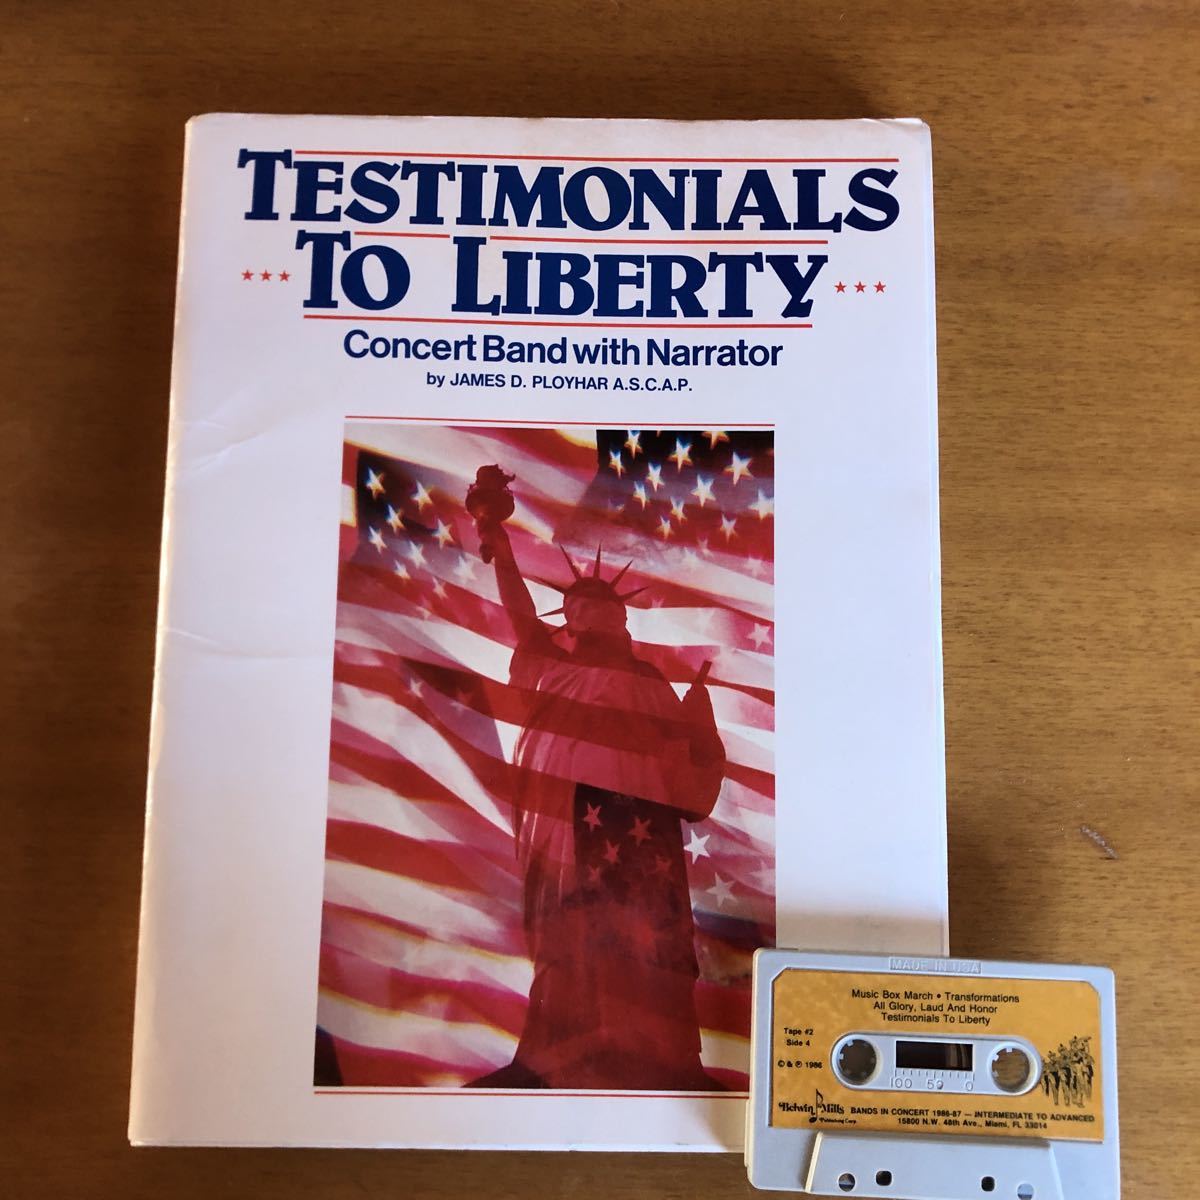 TESTIMONIALS
*** TO LIBERTY ***
Concert Band with Narrator
by JAMES D. PLOYHAR A.S.C.A.P.
MADE IN USA
Music Box March • Transformations
All Glory, Laud And Honor
Testimonials To Liberty
Tape #2
Side 4
© & ℗ 1986
100 50 0
Belwin Mills
Publishing Corp.
BANDS IN CONCERT 1986-87 — INTERMEDIATE TO ADVANCED
15800 N.W. 48th Ave., Miami, FL 33014